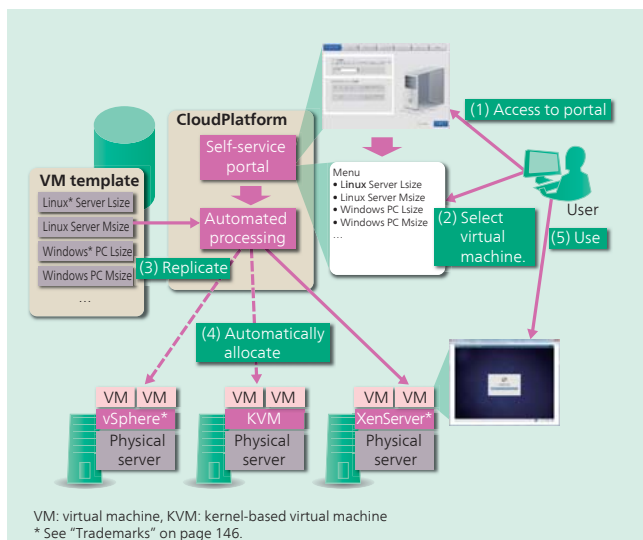 CloudPlatform
Self-service
portal
Automated
processing
VM template
Linux* Server Lsize
Linux Server Msize
Windows* PC Lsize
Windows PC Msize
…
Menu
• Linux Server Lsize
• Linux Server Msize
• Windows PC Lsize
• Windows PC Msize
…
(1) Access to portal
User
(2) Select
virtual
machine.
(5) Use
(3) Replicate
(4) Automatically
allocate
VM VM
vSphere*
Physical
server
VM VM
KVM
Physical
server
VM VM
XenServer*
Physical
server
VM: virtual machine, KVM: kernel-based virtual machine
* See “Trademarks” on page 146.